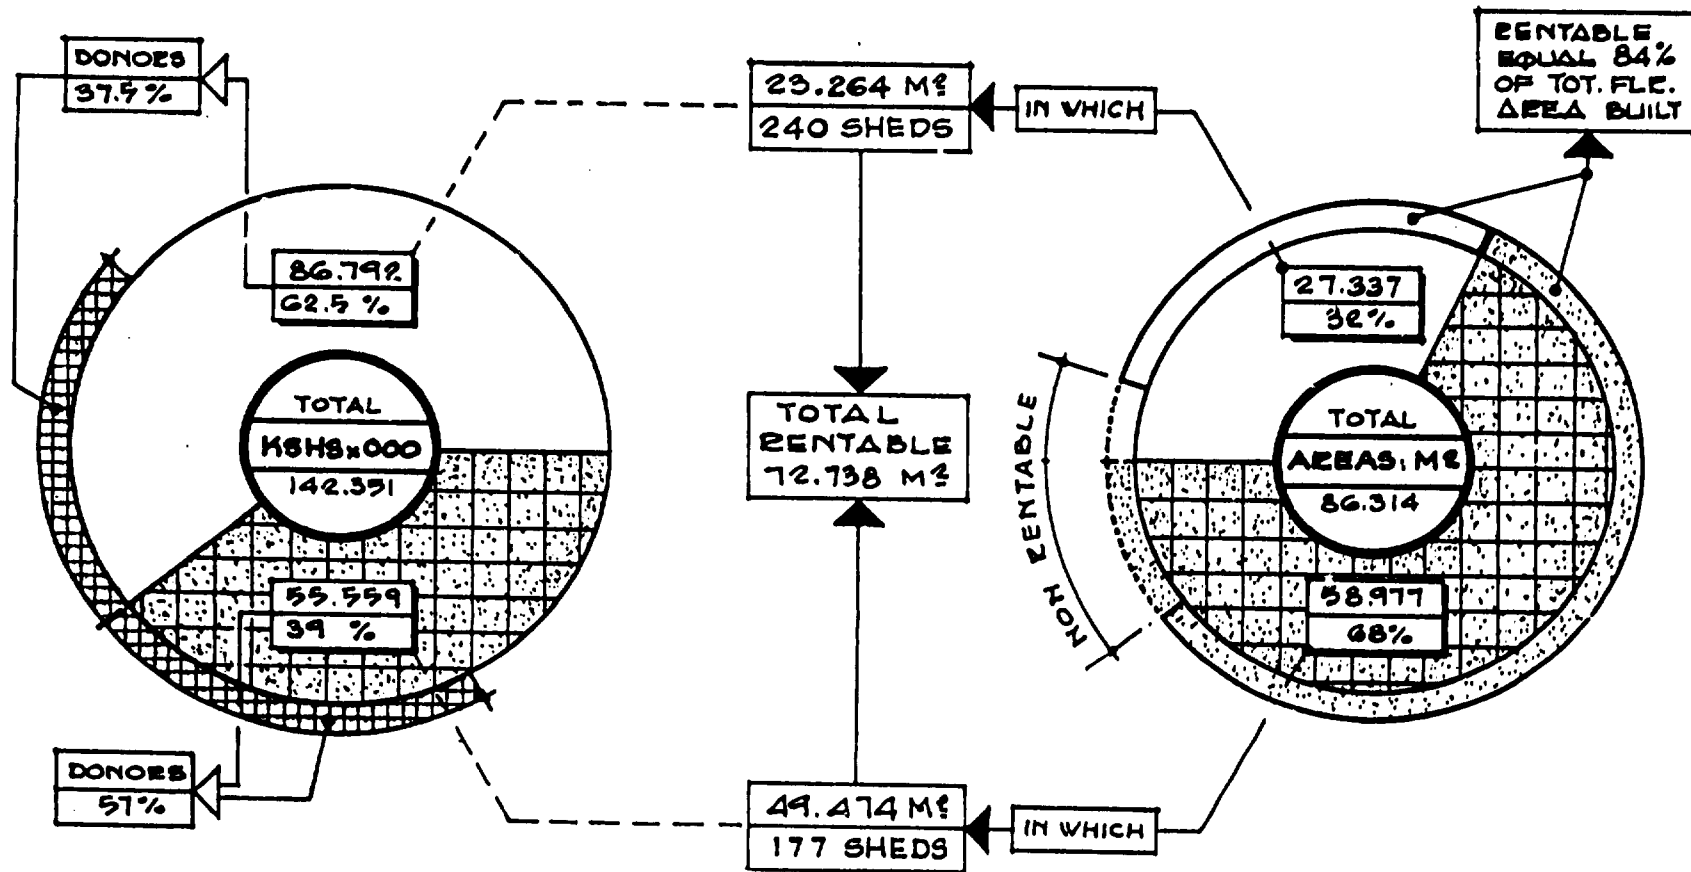 DONORS
37.5 %
23.264 M²
240 SHEDS
IN WHICH
RENTABLE
EQUAL 84%
OF TOT. FLR.
AREA BUILT
86.792
62.5 %
27.337
32%
TOTAL
KSHS x 000
142.351
TOTAL
RENTABLE
72.738 M²
NON RENTABLE
TOTAL
AREAS: M²
86.314
55.559
39 %
58.977
68%
DONORS
57%
49.474 M²
177 SHEDS
IN WHICH